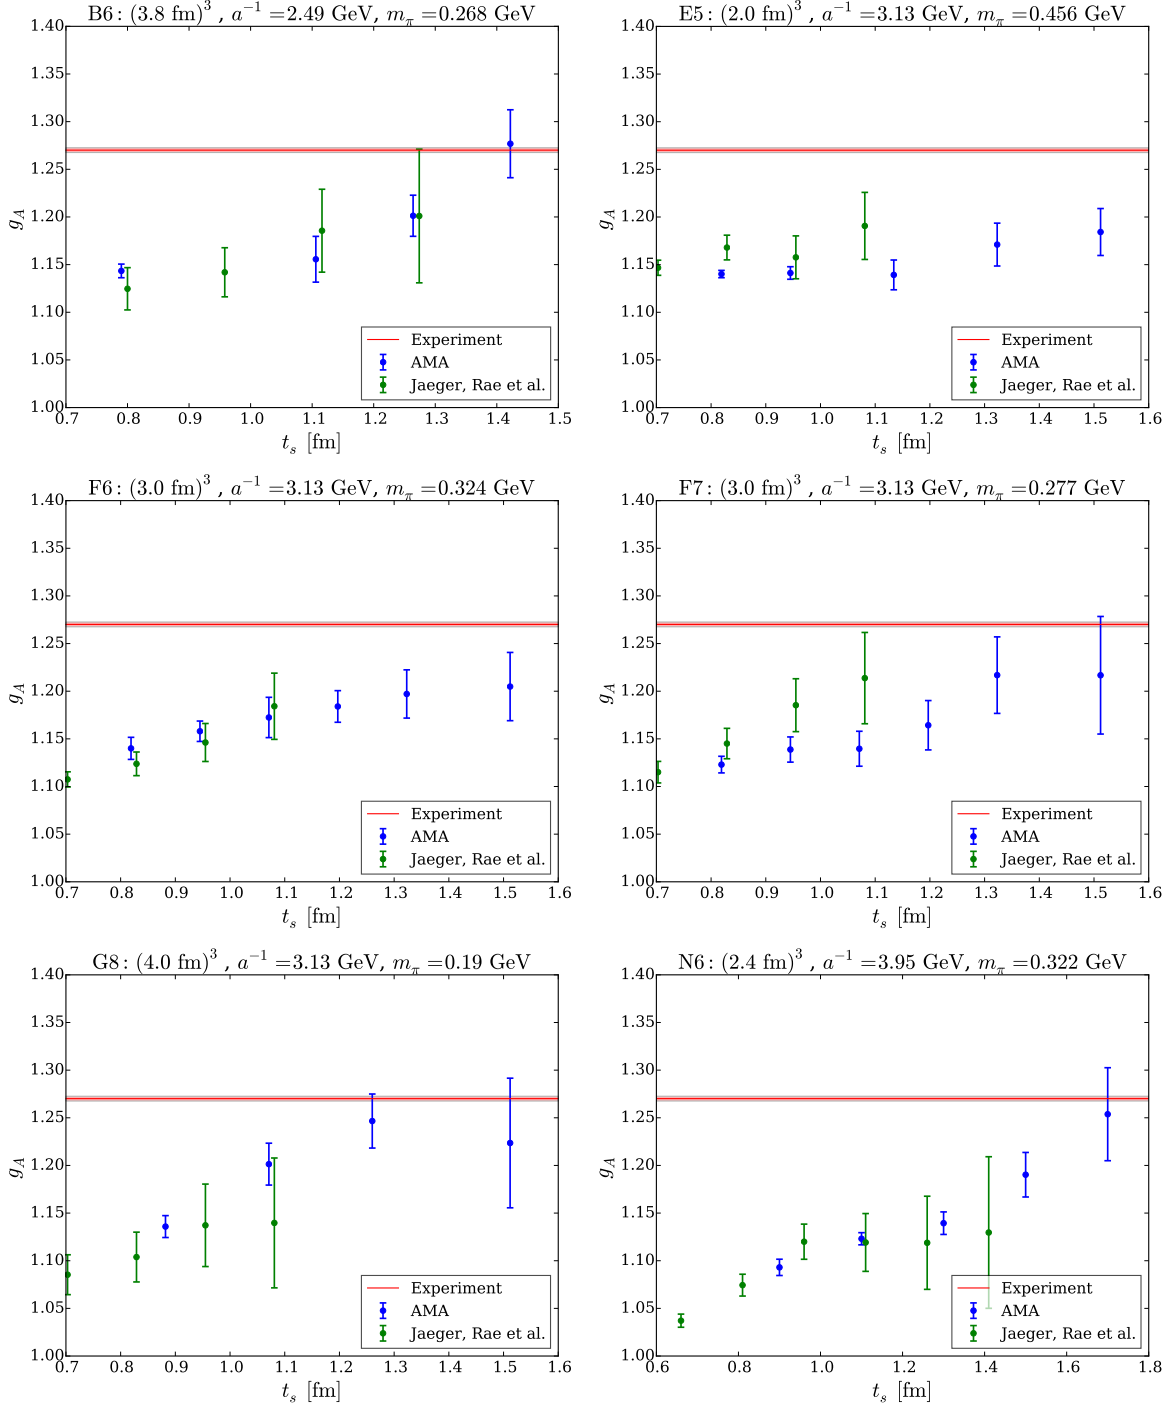 B6: (3.8 fm)³, a⁻¹ =2.49 GeV, m_π =0.268 GeV
1.40
1.35
1.30
1.25
1.20
1.15
1.10
1.05
1.00
g_A
Experiment
AMA
Jaeger, Rae et al.
0.7 0.8 0.9 1.0 1.1 1.2 1.3 1.4 1.5
t_s [fm]
E5: (2.0 fm)³, a⁻¹ =3.13 GeV, m_π =0.456 GeV
1.40
1.35
1.30
1.25
1.20
1.15
1.10
1.05
1.00
g_A
Experiment
AMA
Jaeger, Rae et al.
0.7 0.8 0.9 1.0 1.1 1.2 1.3 1.4 1.5 1.6
t_s [fm]
F6: (3.0 fm)³, a⁻¹ =3.13 GeV, m_π =0.324 GeV
1.40
1.35
1.30
1.25
1.20
1.15
1.10
1.05
1.00
g_A
Experiment
AMA
Jaeger, Rae et al.
0.7 0.8 0.9 1.0 1.1 1.2 1.3 1.4 1.5 1.6
t_s [fm]
F7: (3.0 fm)³, a⁻¹ =3.13 GeV, m_π =0.277 GeV
1.40
1.35
1.30
1.25
1.20
1.15
1.10
1.05
1.00
g_A
Experiment
AMA
Jaeger, Rae et al.
0.7 0.8 0.9 1.0 1.1 1.2 1.3 1.4 1.5 1.6
t_s [fm]
G8: (4.0 fm)³, a⁻¹ =3.13 GeV, m_π =0.19 GeV
1.40
1.35
1.30
1.25
1.20
1.15
1.10
1.05
1.00
g_A
Experiment
AMA
Jaeger, Rae et al.
0.7 0.8 0.9 1.0 1.1 1.2 1.3 1.4 1.5 1.6
t_s [fm]
N6: (2.4 fm)³, a⁻¹ =3.95 GeV, m_π =0.322 GeV
1.40
1.35
1.30
1.25
1.20
1.15
1.10
1.05
1.00
g_A
Experiment
AMA
Jaeger, Rae et al.
0.6 0.8 1.0 1.2 1.4 1.6 1.8
t_s [fm]